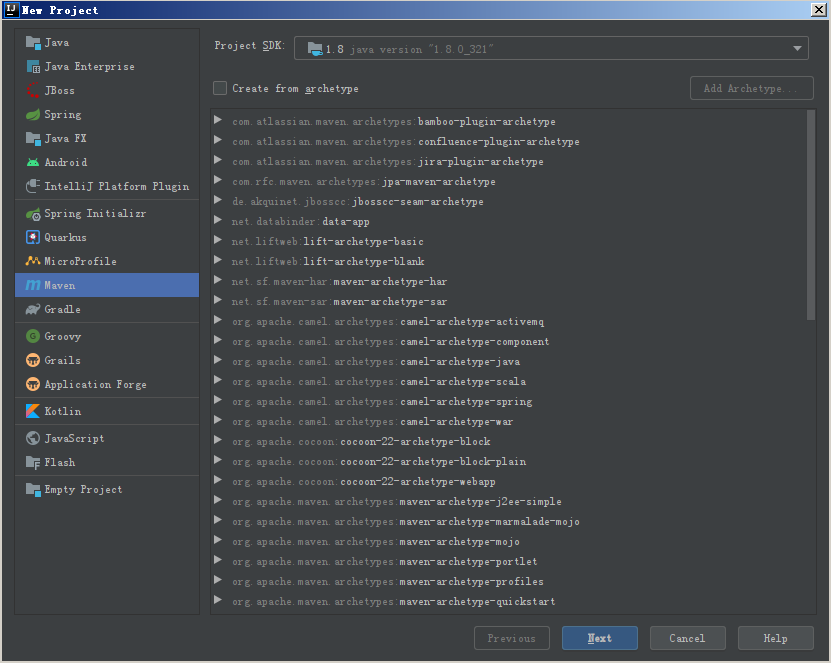 New Project
Java
Java Enterprise
JBoss
Spring
Java FX
Android
IntelliJ Platform Plugin
Spring Initializr
Quarkus
MicroProfile
Maven
Gradle
Groovy
Grails
Application Forge
Kotlin
JavaScript
Flash
Empty Project
Project SDK: 1.8 java version "1.8.0_321"
Create from archetype Add Archetype...
com.atlassian.maven.archetypes:bamboo-plugin-archetype
com.atlassian.maven.archetypes:confluence-plugin-archetype
com.atlassian.maven.archetypes:jira-plugin-archetype
com.rfc.maven.archetypes:jpa-maven-archetype
de.akquinet.jbosscc:jbosscc-seam-archetype
net.databinder:data-app
net.liftweb:lift-archetype-basic
net.liftweb:lift-archetype-blank
net.sf.maven-har:maven-archetype-har
net.sf.maven-sar:maven-archetype-sar
org.apache.camel.archetypes:camel-archetype-activemq
org.apache.camel.archetypes:camel-archetype-component
org.apache.camel.archetypes:camel-archetype-java
org.apache.camel.archetypes:camel-archetype-scala
org.apache.camel.archetypes:camel-archetype-spring
org.apache.camel.archetypes:camel-archetype-war
org.apache.cocoon:cocoon-22-archetype-block
org.apache.cocoon:cocoon-22-archetype-block-plain
org.apache.cocoon:cocoon-22-archetype-webapp
org.apache.maven.archetypes:maven-archetype-j2ee-simple
org.apache.maven.archetypes:maven-archetype-marmalade-mojo
org.apache.maven.archetypes:maven-archetype-mojo
org.apache.maven.archetypes:maven-archetype-portlet
org.apache.maven.archetypes:maven-archetype-profiles
org.apache.maven.archetypes:maven-archetype-quickstart
Previous Next Cancel Help